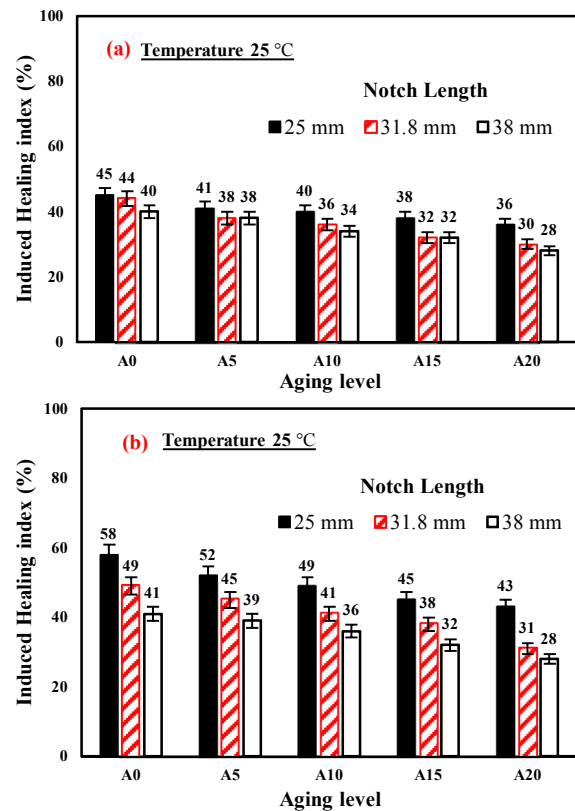 100
(a) Temperature 25 °C
80
Notch Length
25 mm 31.8 mm 38 mm
60
45 44 40 41 38 38 40 36 34 38 32 32 36 30 28
40
20
0
A0 A5 A10 A15 A20
Aging level
Induced Healing index (%)
100
(b) Temperature 25 °C
80
Notch Length
25 mm 31.8 mm 38 mm
60
58 49 41 52 45 39 49 41 36 45 38 32 43 31 28
40
20
0
A0 A5 A10 A15 A20
Aging level
Induced Healing index (%)